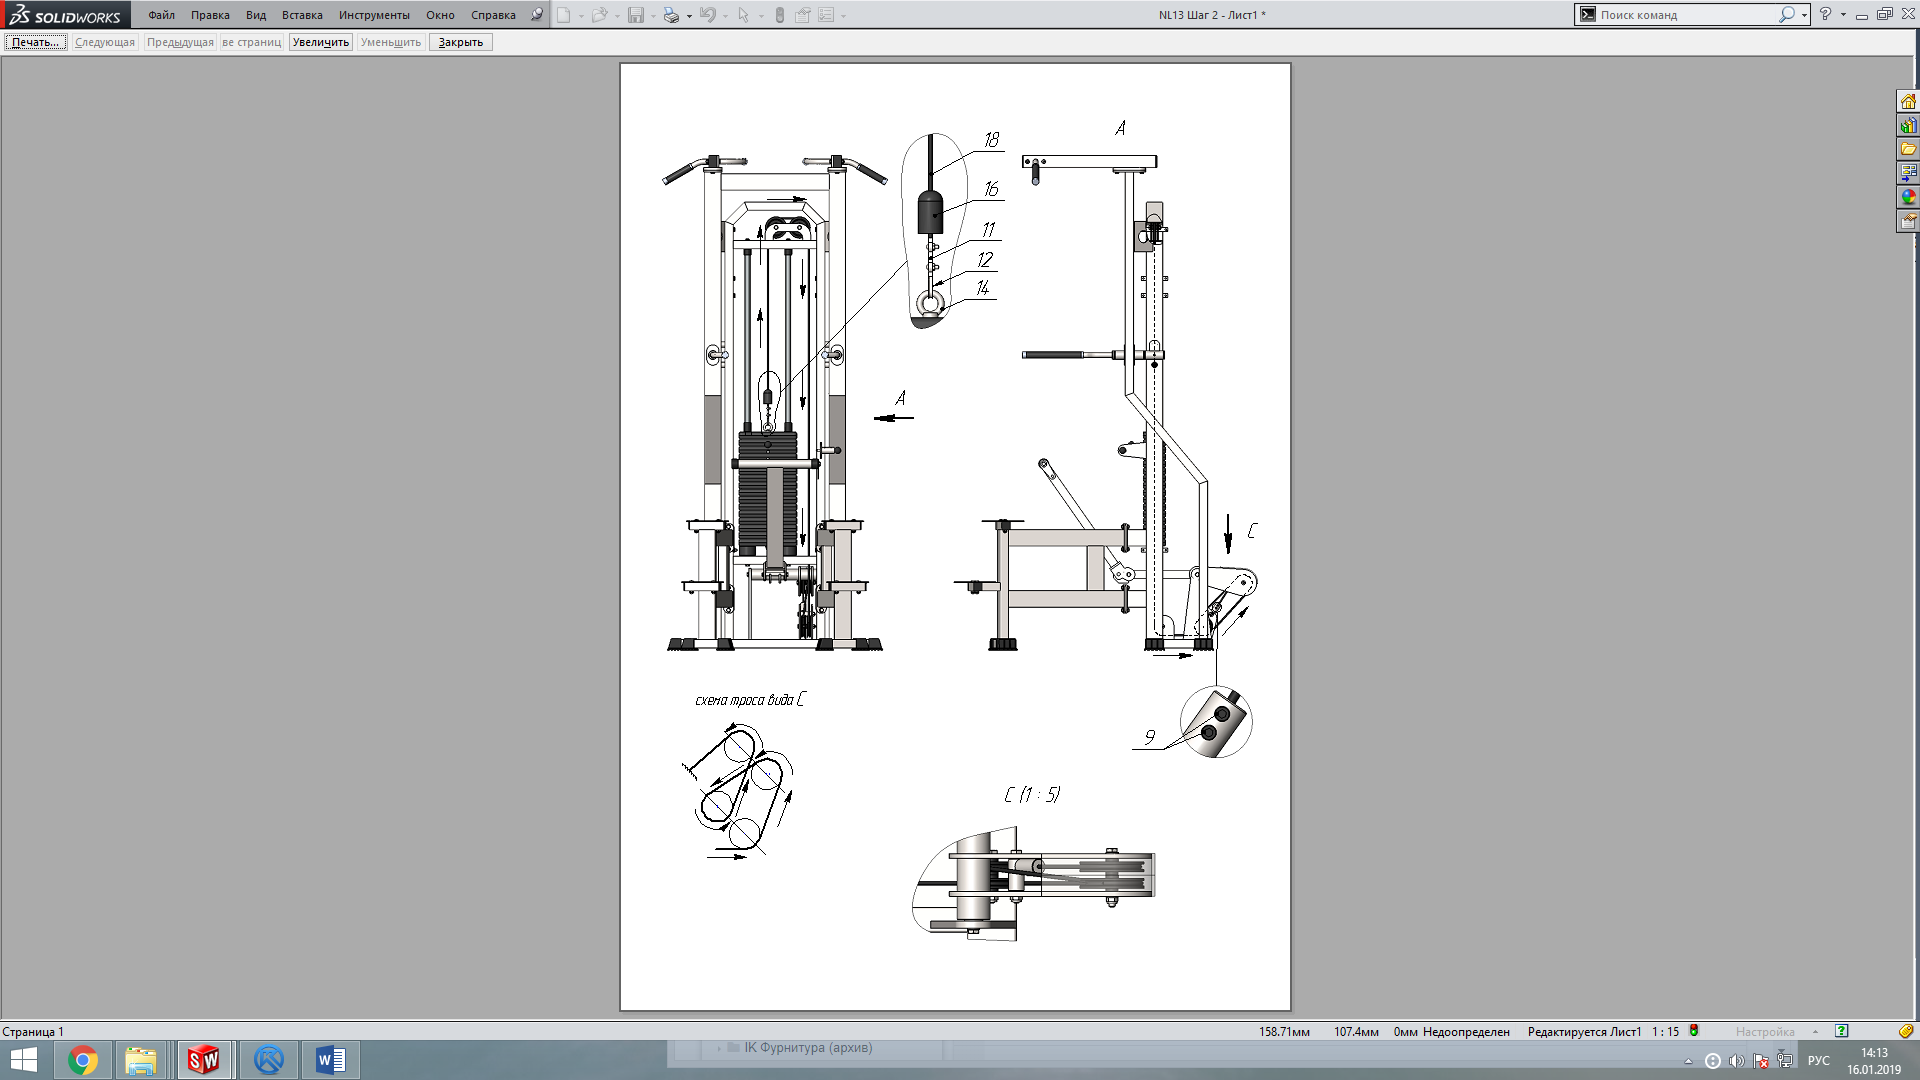 SOLIDWORKS Файл Правка Вид Вставка Инструменты Окно Справка NL13 Шаг 2 - Лист1 * Поиск команд ?
Печать... Следующая Предыдущая ве страниц Увеличить Уменьшить Закрыть
18
16
11
12
14
A
A
C
9
схема троса вида C
C (1 : 5)
Страница 1 158.71мм 107.4мм 0мм Недоопределен Редактируется Лист1 1 : 15 Настройка ?
IK Фурнитура (архив)
РУС 14:13
16.01.2019